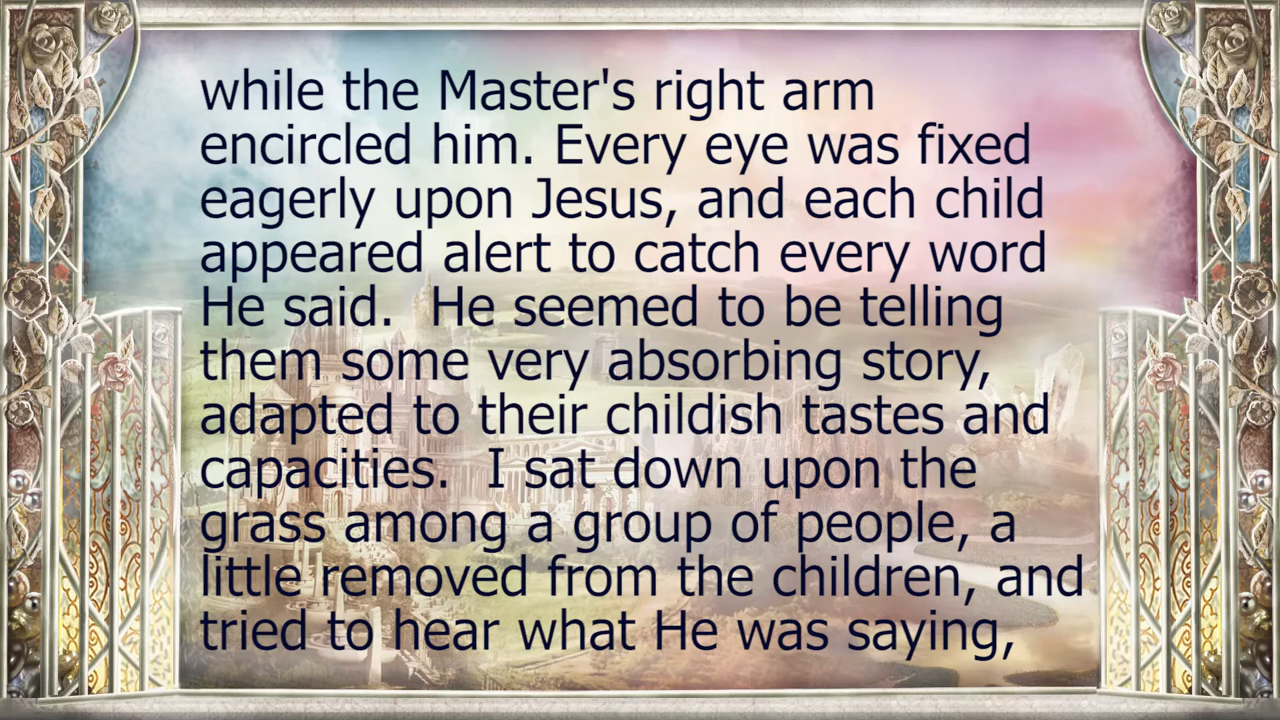 while the Master's right arm
encircled him. Every eye was fixed
eagerly upon Jesus, and each child
appeared alert to catch every word
He said.  He seemed to be telling
them some very absorbing story,
adapted to their childish tastes and
capacities.  I sat down upon the
grass among a group of people, a
little removed from the children, and
tried to hear what He was saying,